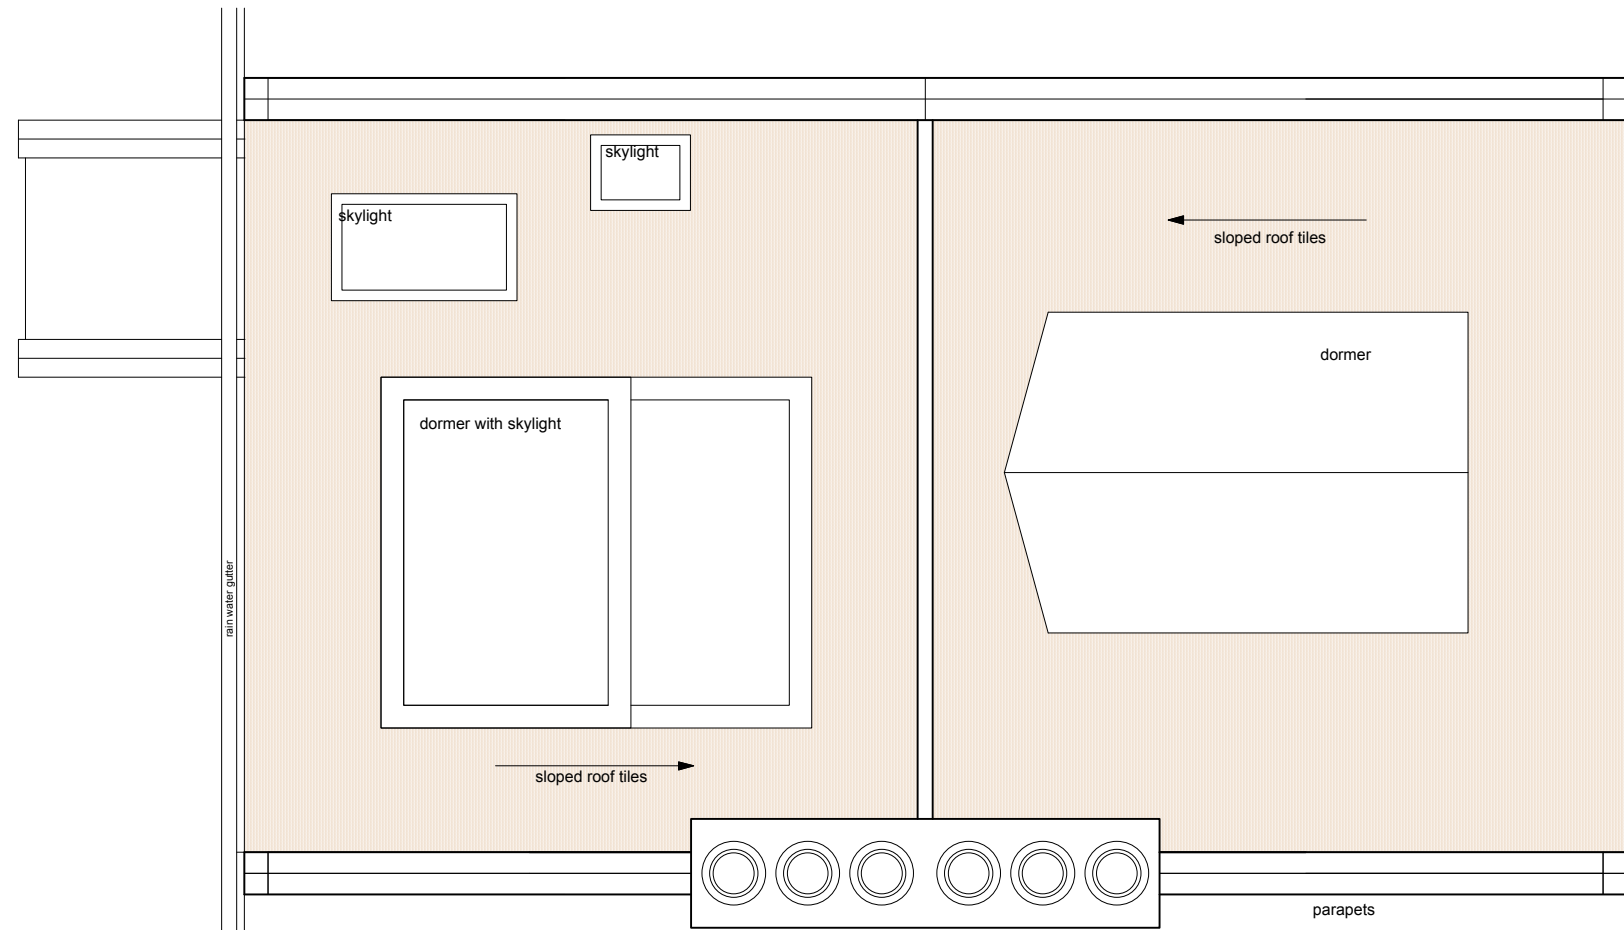 skylight
skylight
sloped roof tiles
dormer
dormer with skylight
rain water gutter
sloped roof tiles
parapets